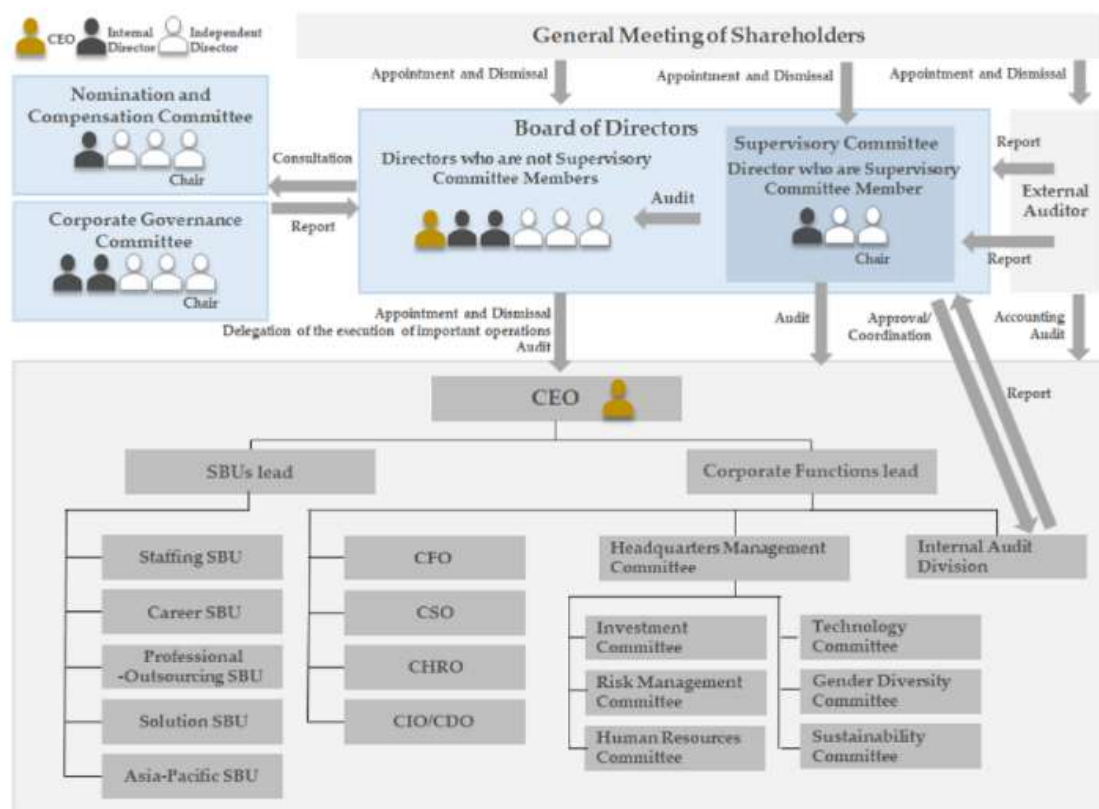 CEO
Internal
Director
Independent
Director
General Meeting of Shareholders
Appointment and Dismissal
Appointment and Dismissal
Appointment and Dismissal
Nomination and
Compensation Committee
Chair
Corporate Governance
Committee
Chair
Consultation
Report
Board of Directors
Directors who are not Supervisory
Committee Members
Audit
Supervisory Committee
Director who are Supervisory
Committee Member
Chair
Report
Report
External
Auditor
Appointment and Dismissal
Delegation of the execution of important operations
Audit
Audit
Approval/
Coordination
Accounting
Audit
Report
CEO
SBUs lead
Corporate Functions lead
Staffing SBU
Career SBU
Professional
-Outsourcing SBU
Solution SBU
Asia-Pacific SBU
CFO
CSO
CHRO
CIO/CDO
Headquarters Management
Committee
Internal Audit
Division
Investment
Committee
Risk Management
Committee
Human Resources
Committee
Technology
Committee
Gender Diversity
Committee
Sustainability
Committee